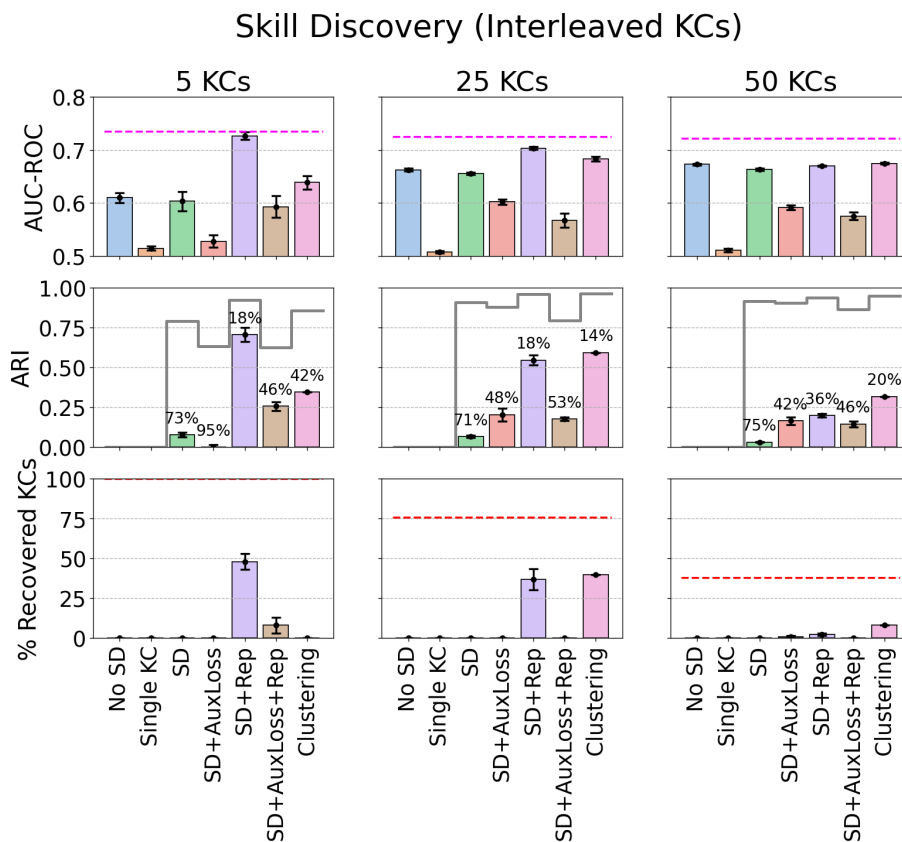 Skill Discovery (Interleaved KCs)
5 KCs
25 KCs
50 KCs
AUC-ROC
0.8
0.7
0.6
0.5
ARI
1.00
0.75
0.50
0.25
0.00
73%
95%
18%
46%
42%
71%
48%
18%
53%
14%
75%
42%
36%
46%
20%
% Recovered KCs
100
75
50
25
0
No SD
Single KC
SD
SD+AuxLoss
SD+Rep
SD+AuxLoss+Rep
Clustering
No SD
Single KC
SD
SD+AuxLoss
SD+Rep
SD+AuxLoss+Rep
Clustering
No SD
Single KC
SD
SD+AuxLoss
SD+Rep
SD+AuxLoss+Rep
Clustering